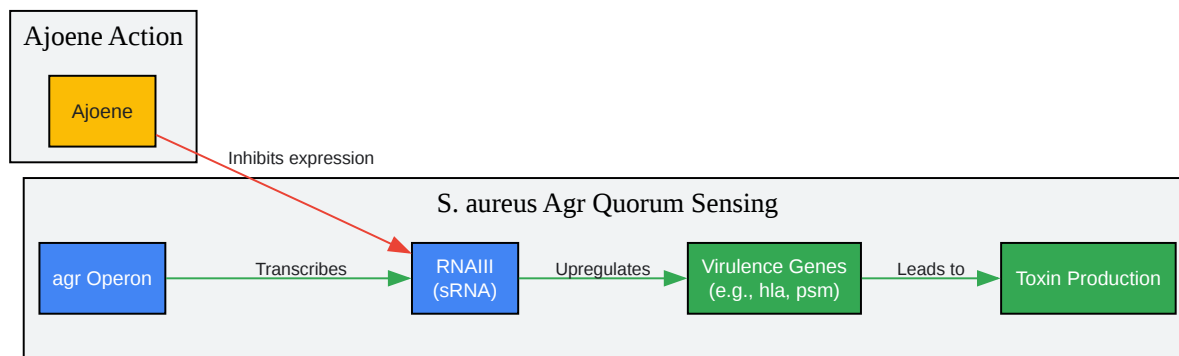 Ajoene Action
Ajoene
Inhibits expression
S. aureus Agr Quorum Sensing
agr Operon
Transcribes
RNAIII
(sRNA)
Upregulates
Virulence Genes
(e.g., hla, psm)
Leads to
Toxin Production